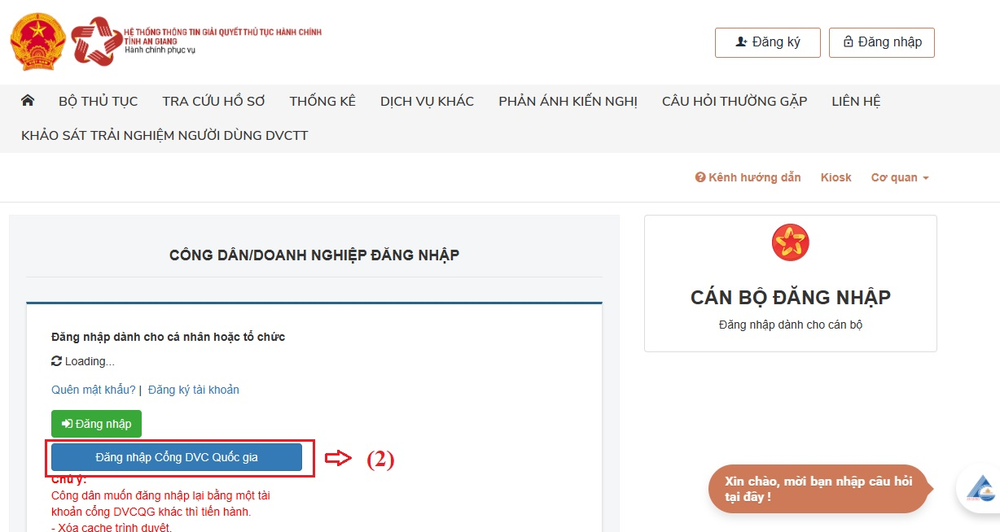 HỆ THỐNG THÔNG TIN GIẢI QUYẾT THỦ TỤC HÀNH CHÍNH
TỈNH AN GIANG
Hành chính phục vụ
Đăng ký
Đăng nhập
BỘ THỦ TỤC
TRA CỨU HỒ SƠ
THỐNG KÊ
DỊCH VỤ KHÁC
PHẢN ÁNH KIẾN NGHỊ
CÂU HỎI THƯỜNG GẶP
LIÊN HỆ
KHẢO SÁT TRẢI NGHIỆM NGƯỜI DÙNG DVCTT
Kênh hướng dẫn
Kiosk
Cơ quan
CÔNG DÂN/DOANH NGHIỆP ĐĂNG NHẬP
Đăng nhập dành cho cá nhân hoặc tổ chức
Loading...
Quên mật khẩu? | Đăng ký tài khoản
Đăng nhập
Đăng nhập Cổng DVC Quốc gia
(2)
Chú ý:
Công dân muốn đăng nhập lại bằng một tài
khoản cổng DVCQG khác thì tiến hành.
- Xóa cache trình duyệt.
CÁN BỘ ĐĂNG NHẬP
Đăng nhập dành cho cán bộ
Xin chào, mời bạn nhập câu hỏi
tại đây !